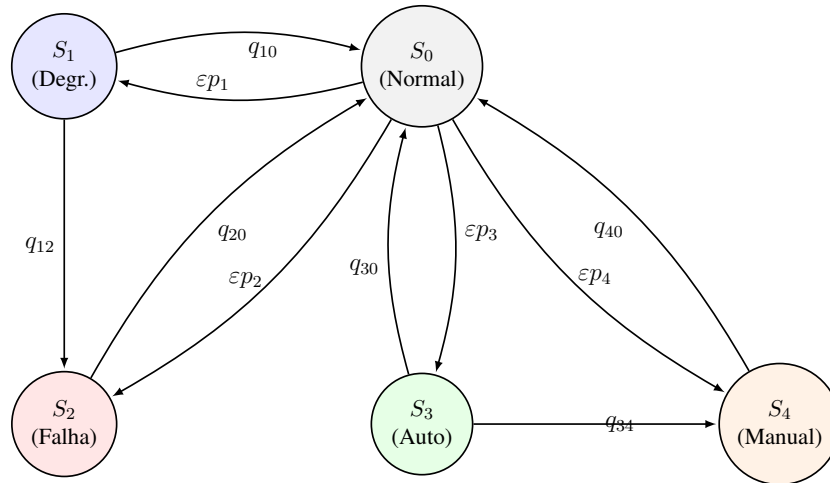 S₁
(Degr.)
q₁₀
εp₁
S₀
(Normal)
q₁₂
q₂₀
εp₂
q₃₀
εp₃
q₄₀
εp₄
S₂
(Falha)
S₃
(Auto)
q₃₄
S₄
(Manual)